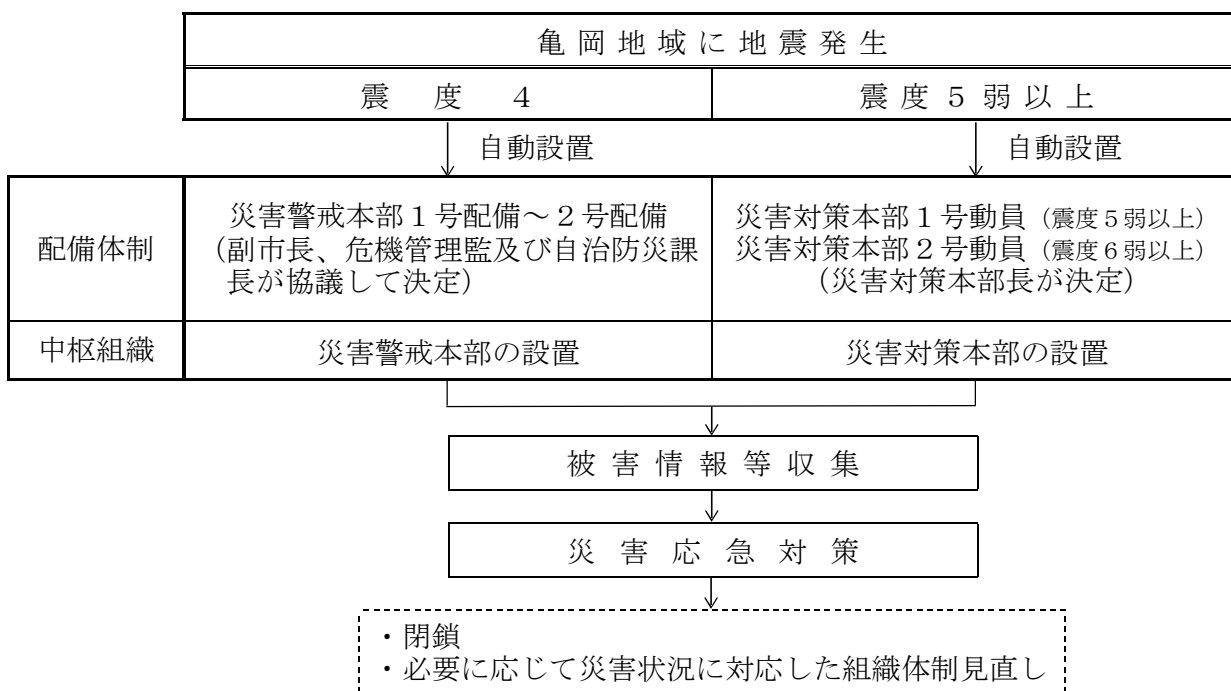 亀岡地域に地震発生
震度4
震度5弱以上
自動設置
自動設置
配備体制
災害警戒本部1号配備～2号配備
(副市長、危機管理監及び自治防災課
長が協議して決定)
災害対策本部1号動員(震度5弱以上)
災害対策本部2号動員(震度6弱以上)
(災害対策本部長が決定)
中枢組織
災害警戒本部の設置
災害対策本部の設置
被害情報等収集
災害応急対策
・閉鎖
・必要に応じて災害状況に対応した組織体制見直し